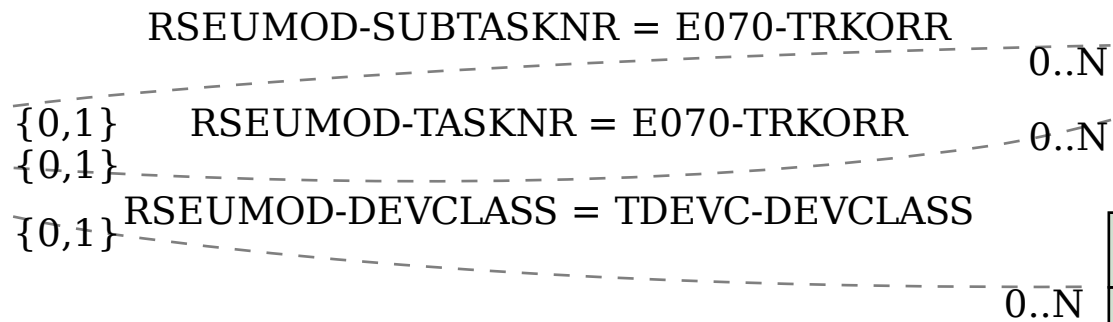 RSEUMOD-SUBTASKNR = E070-TRKORR
0..N
{0,1}
RSEUMOD-TASKNR = E070-TRKORR
0..N
{0,1}
RSEUMOD-DEVCLASS = TDEVC-DEVCLASS
{0,1}
0..N